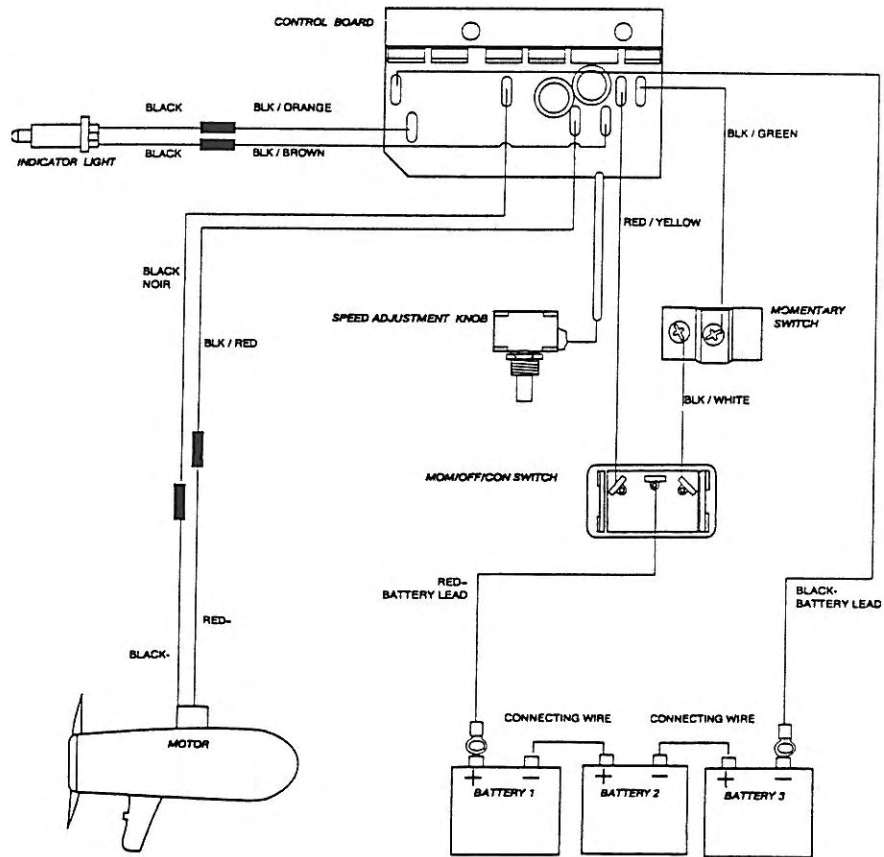 CONTROL BOARD
BLACK
BLK / ORANGE
BLACK
BLK / BROWN
INDICATOR LIGHT
BLK / GREEN
RED / YELLOW
BLACK
NOIR
SPEED ADJUSTMENT KNOB
MOMENTARY
SWITCH
BLK / RED
BLK / WHITE
MOM/OFF/CON SWITCH
RED-
BATTERY LEAD
BLACK-
BATTERY LEAD
RED-
BLACK-
CONNECTING WIRE
CONNECTING WIRE
MOTOR
+ −
BATTERY 1
+ −
BATTERY 2
+ −
BATTERY 3